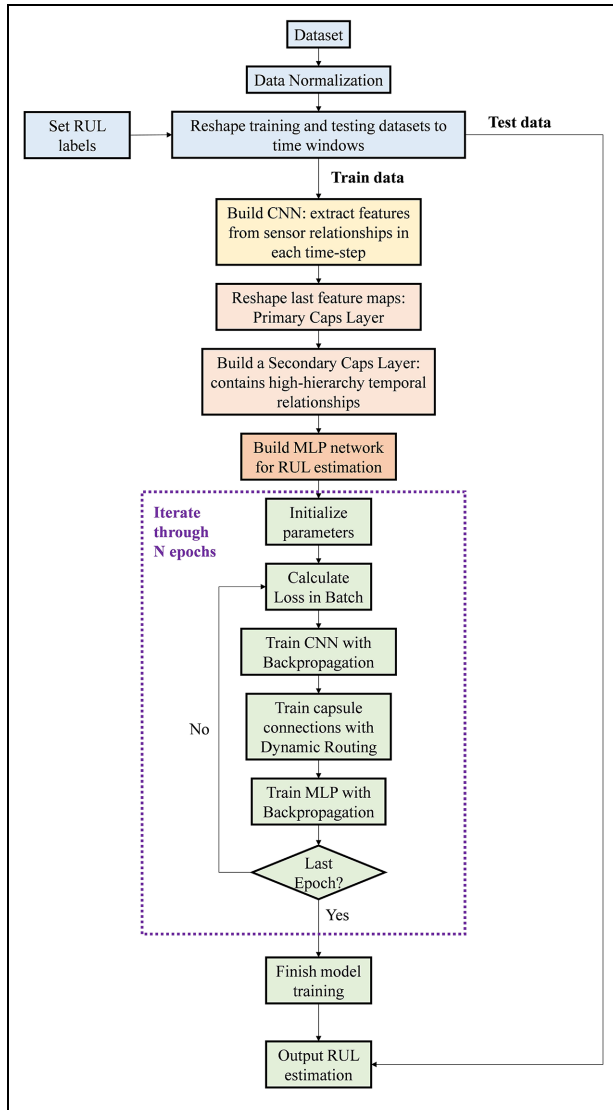 Dataset
Data Normalization
Set RUL
labels
Reshape training and testing datasets to
time windows
Test data
Train data
Build CNN: extract features
from sensor relationships in
each time-step
Reshape last feature maps:
Primary Caps Layer
Build a Secondary Caps Layer:
contains high-hierarchy temporal
relationships
Build MLP network
for RUL estimation
Iterate
through
N epochs
Initialize
parameters
Calculate
Loss in Batch
Train CNN with
Backpropagation
Train capsule
connections with
Dynamic Routing
No
Train MLP with
Backpropagation
Last
Epoch?
Yes
Finish model
training
Output RUL
estimation